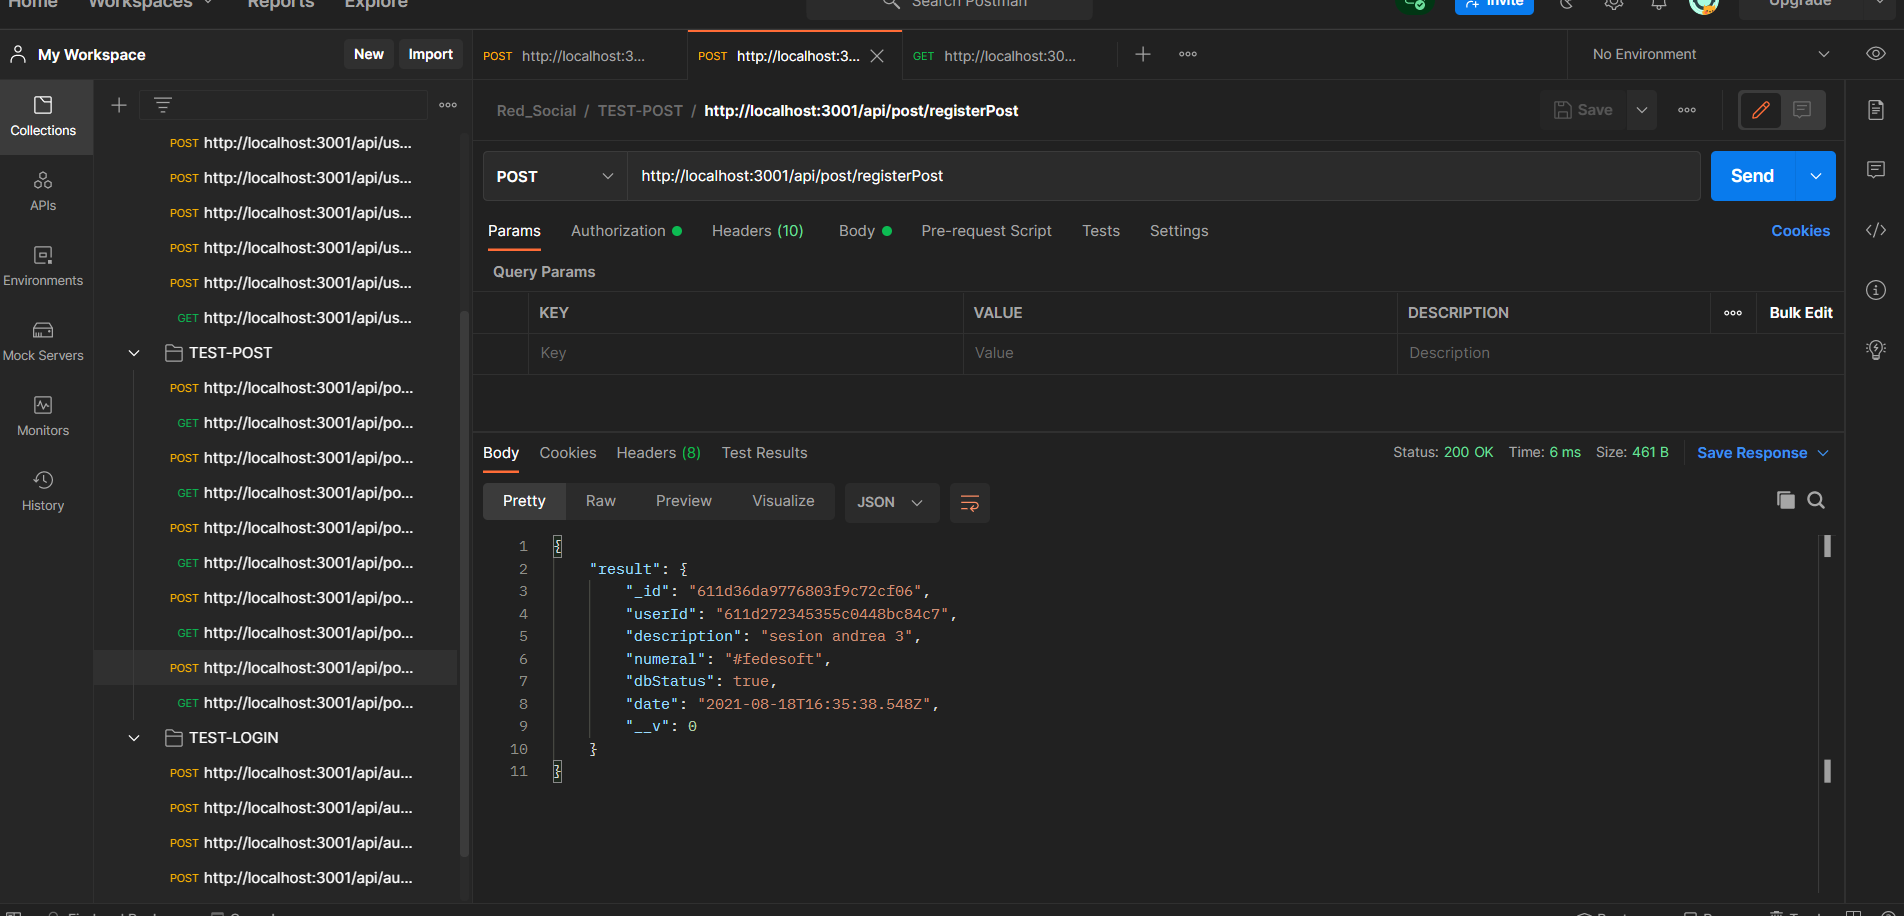 Home Workspaces Reports Explore Search Postman Invite Upgrade
My Workspace New Import
POST http://localhost:3... POST http://localhost:3... GET http://localhost:30... No Environment
Collections
APIs
Environments
Mock Servers
Monitors
History
POST http://localhost:3001/api/us...
POST http://localhost:3001/api/us...
POST http://localhost:3001/api/us...
POST http://localhost:3001/api/us...
POST http://localhost:3001/api/us...
GET http://localhost:3001/api/us...
TEST-POST
POST http://localhost:3001/api/po...
GET http://localhost:3001/api/po...
POST http://localhost:3001/api/po...
GET http://localhost:3001/api/po...
POST http://localhost:3001/api/po...
GET http://localhost:3001/api/po...
POST http://localhost:3001/api/po...
GET http://localhost:3001/api/po...
POST http://localhost:3001/api/po...
GET http://localhost:3001/api/po...
TEST-LOGIN
POST http://localhost:3001/api/au...
POST http://localhost:3001/api/au...
POST http://localhost:3001/api/au...
POST http://localhost:3001/api/au...
Red_Social / TEST-POST / http://localhost:3001/api/post/registerPost Save
POST http://localhost:3001/api/post/registerPost Send
Params Authorization Headers (10) Body Pre-request Script Tests Settings Cookies
Query Params
KEY VALUE DESCRIPTION Bulk Edit
Key Value Description
Body Cookies Headers (8) Test Results Status: 200 OK Time: 6 ms Size: 461 B Save Response
Pretty Raw Preview Visualize JSON
1 {
2 "result": {
3 "_id": "611d36da9776803f9c72cf06",
4 "userId": "611d272345355c0448bc84c7",
5 "description": "sesion andrea 3",
6 "numeral": "#fedesoft",
7 "dbStatus": true,
8 "date": "2021-08-18T16:35:38.548Z",
9 "__v": 0
10 }
11 }